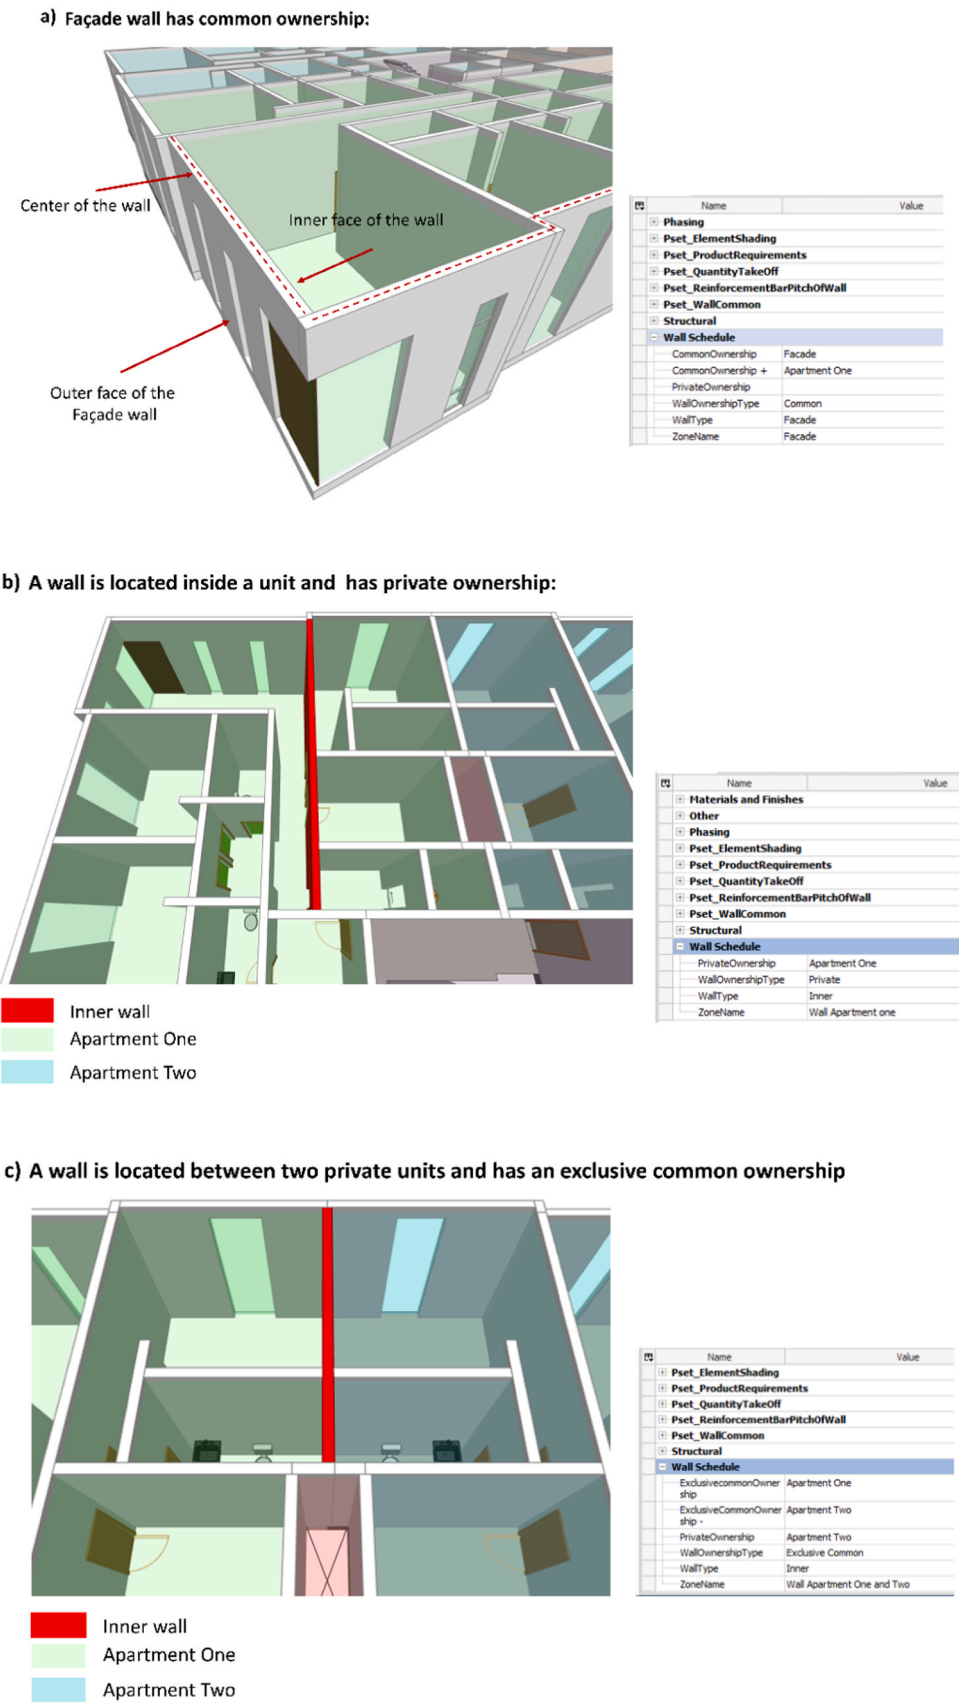 a) Façade wall has common ownership:
Center of the wall
Inner face of the wall
Outer face of the
Façade wall
Name Value
Phasing
Pset_ElementShading
Pset_ProductRequirements
Pset_QuantityTakeOff
Pset_ReinforcementBarPitchOfWall
Pset_WallCommon
Structural
Wall Schedule
CommonOwnership Facade
CommonOwnership + Apartment One
PrivateOwnership
WallOwnershipType Common
WallType Facade
ZoneName Facade
b) A wall is located inside a unit and has private ownership:
Name Value
Materials and Finishes
Other
Phasing
Pset_ElementShading
Pset_ProductRequirements
Pset_QuantityTakeOff
Pset_ReinforcementBarPitchOfWall
Pset_WallCommon
Structural
Wall Schedule
PrivateOwnership Apartment One
WallOwnershipType Private
WallType Inner
ZoneName Wall Apartment one
Inner wall
Apartment One
Apartment Two
c) A wall is located between two private units and has an exclusive common ownership
Name Value
Pset_ElementShading
Pset_ProductRequirements
Pset_QuantityTakeOff
Pset_ReinforcementBarPitchOfWall
Pset_WallCommon
Structural
Wall Schedule
ExclusivecommonOwner Apartment One
ship
ExclusiveCommonOwner Apartment Two
ship -
PrivateOwnership Apartment Two
WallOwnershipType Exclusive Common
WallType Inner
ZoneName Wall Apartment One and Two
Inner wall
Apartment One
Apartment Two